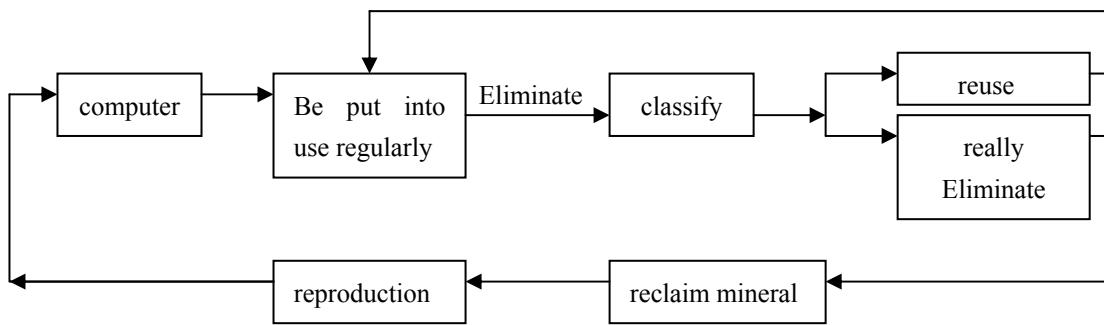 computer
Be put into
use regularly
Eliminate
classify
reuse
really
Eliminate
reproduction
reclaim mineral